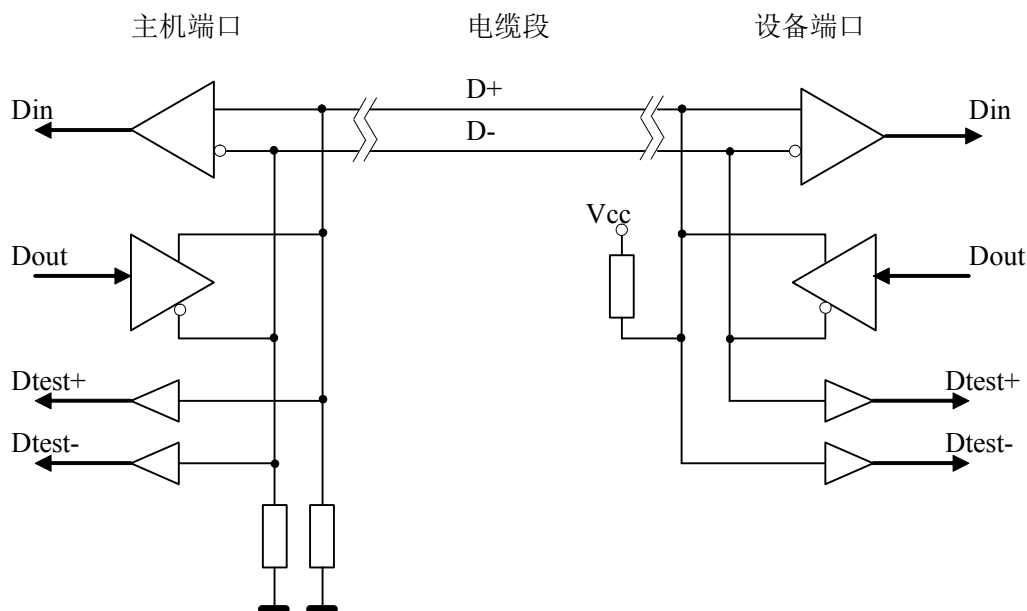 主机端口 电缆段 设备端口
D+
Din Din
D-
Vcc
Dout Dout
Dtest+ Dtest+
Dtest- Dtest-